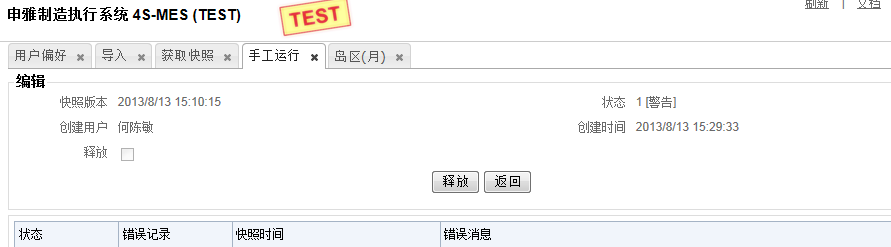 刷新 | 文档
申雅制造执行系统 4S-MES (TEST)
TEST
用户偏好 导入 获取快照 手工运行 岛区(月)
编辑
快照版本 2013/8/13 15:10:15 状态 1 [警告]
创建用户 何陈敏 创建时间 2013/8/13 15:29:33
释放
释放 返回
状态 错误记录 快照时间 错误消息